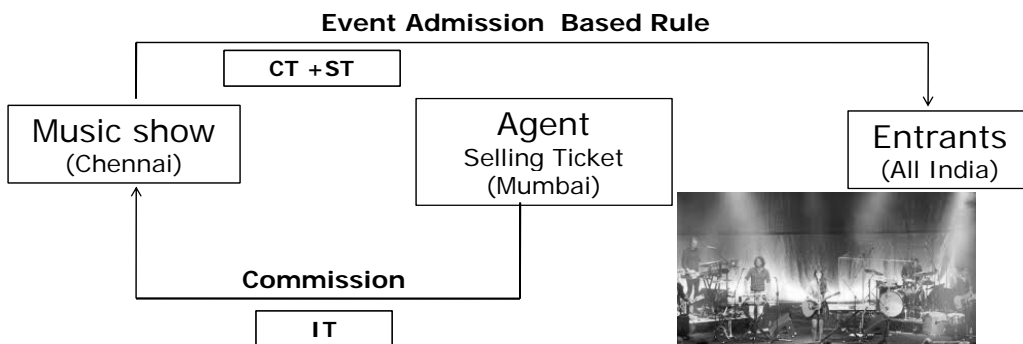 Event Admission Based Rule
CT +ST
Music show
(Chennai)
Agent
Selling Ticket
(Mumbai)
Entrants
(All India)
Commission
IT